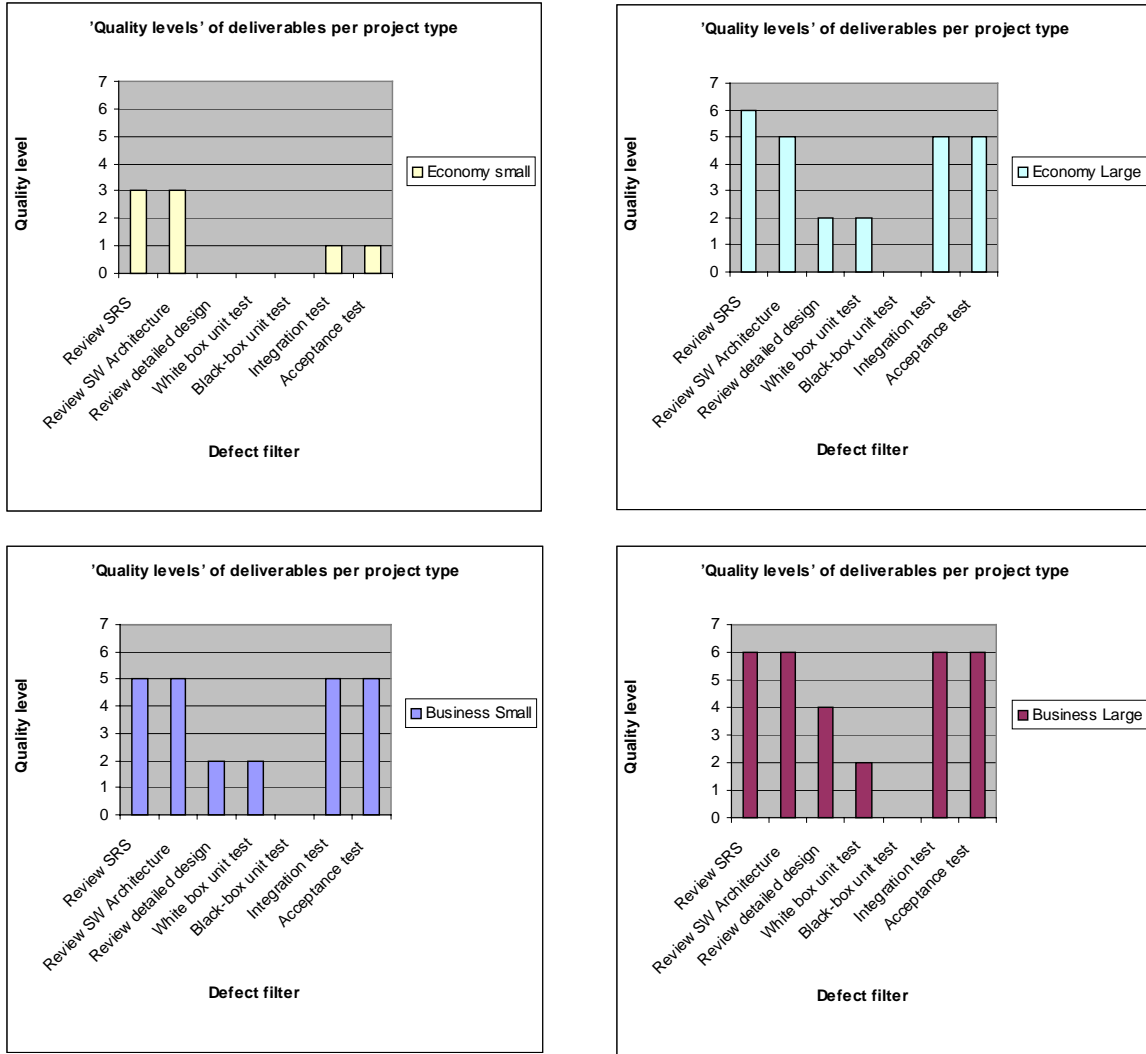 'Quality levels' of deliverables per project type
7
6
5
4
3
2
1
0
Quality level
Review SRS
Review SW Architecture
Review detailed design
White box unit test
Black-box unit test
Integration test
Acceptance test
Defect filter
Economy small
'Quality levels' of deliverables per project type
7
6
5
4
3
2
1
0
Quality level
Review SRS
Review SW Architecture
Review detailed design
White box unit test
Black-box unit test
Integration test
Acceptance test
Defect filter
Economy Large
'Quality levels' of deliverables per project type
7
6
5
4
3
2
1
0
Quality level
Review SRS
Review SW Architecture
Review detailed design
White box unit test
Black-box unit test
Integration test
Acceptance test
Defect filter
Business Small
'Quality levels' of deliverables per project type
7
6
5
4
3
2
1
0
Quality level
Review SRS
Review SW Architecture
Review detailed design
White box unit test
Black-box unit test
Integration test
Acceptance test
Defect filter
Business Large